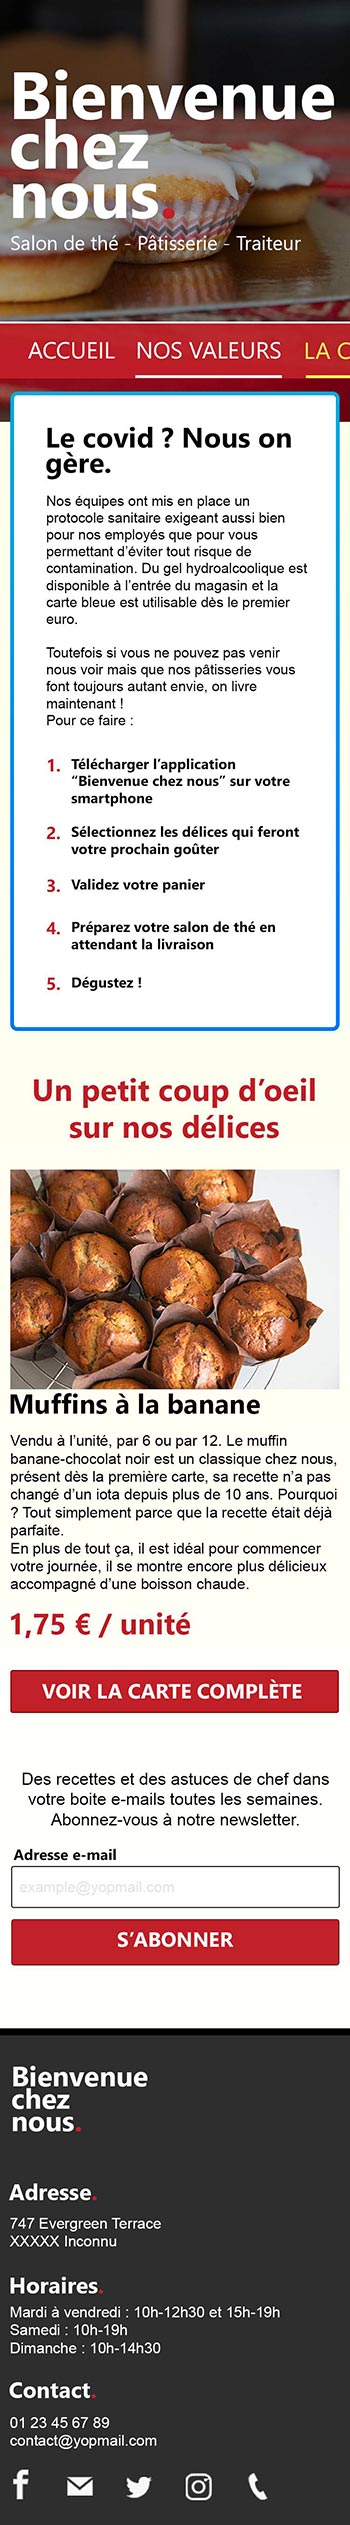 Bienvenue
chez
nous.
Salon de thé - Pâtisserie - Traiteur
ACCUEIL NOS VALEURS LA C
Le covid ? Nous on
gère.
Nos équipes ont mis en place un
protocole sanitaire exigeant aussi bien
pour nos employés que pour vous
permettant d'éviter tout risque de
contamination. Du gel hydroalcoolique est
disponible à l'entrée du magasin et la
carte bleue est utilisable dès le premier
euro.
Toutefois si vous ne pouvez pas venir
nous voir mais que nos pâtisseries vous
font toujours autant envie, on livre
maintenant !
Pour ce faire :
1. Télécharger l'application
“Bienvenue chez nous” sur votre
smartphone
2. Sélectionnez les délices qui feront
votre prochain goûter
3. Validez votre panier
4. Préparez votre salon de thé en
attendant la livraison
5. Dégustez !
Un petit coup d'oeil
sur nos délices
Muffins à la banane
Vendu à l'unité, par 6 ou par 12. Le muffin
banane-chocolat noir est un classique chez nous,
présent dès la première carte, sa recette n'a pas
changé d'un iota depuis plus de 10 ans. Pourquoi
? Tout simplement parce que la recette était déjà
parfaite.
En plus de tout ça, il est idéal pour commencer
votre journée, il se montre encore plus délicieux
accompagné d'une boisson chaude.
1,75 € / unité
VOIR LA CARTE COMPLÈTE
Des recettes et des astuces de chef dans
votre boite e-mails toutes les semaines.
Abonnez-vous à notre newsletter.
Adresse e-mail
example@yopmail.com
S'ABONNER
Bienvenue
chez
nous.
Adresse.
747 Evergreen Terrace
XXXXX Inconnu
Horaires.
Mardi à vendredi : 10h-12h30 et 15h-19h
Samedi : 10h-19h
Dimanche : 10h-14h30
Contact.
01 23 45 67 89
contact@yopmail.com